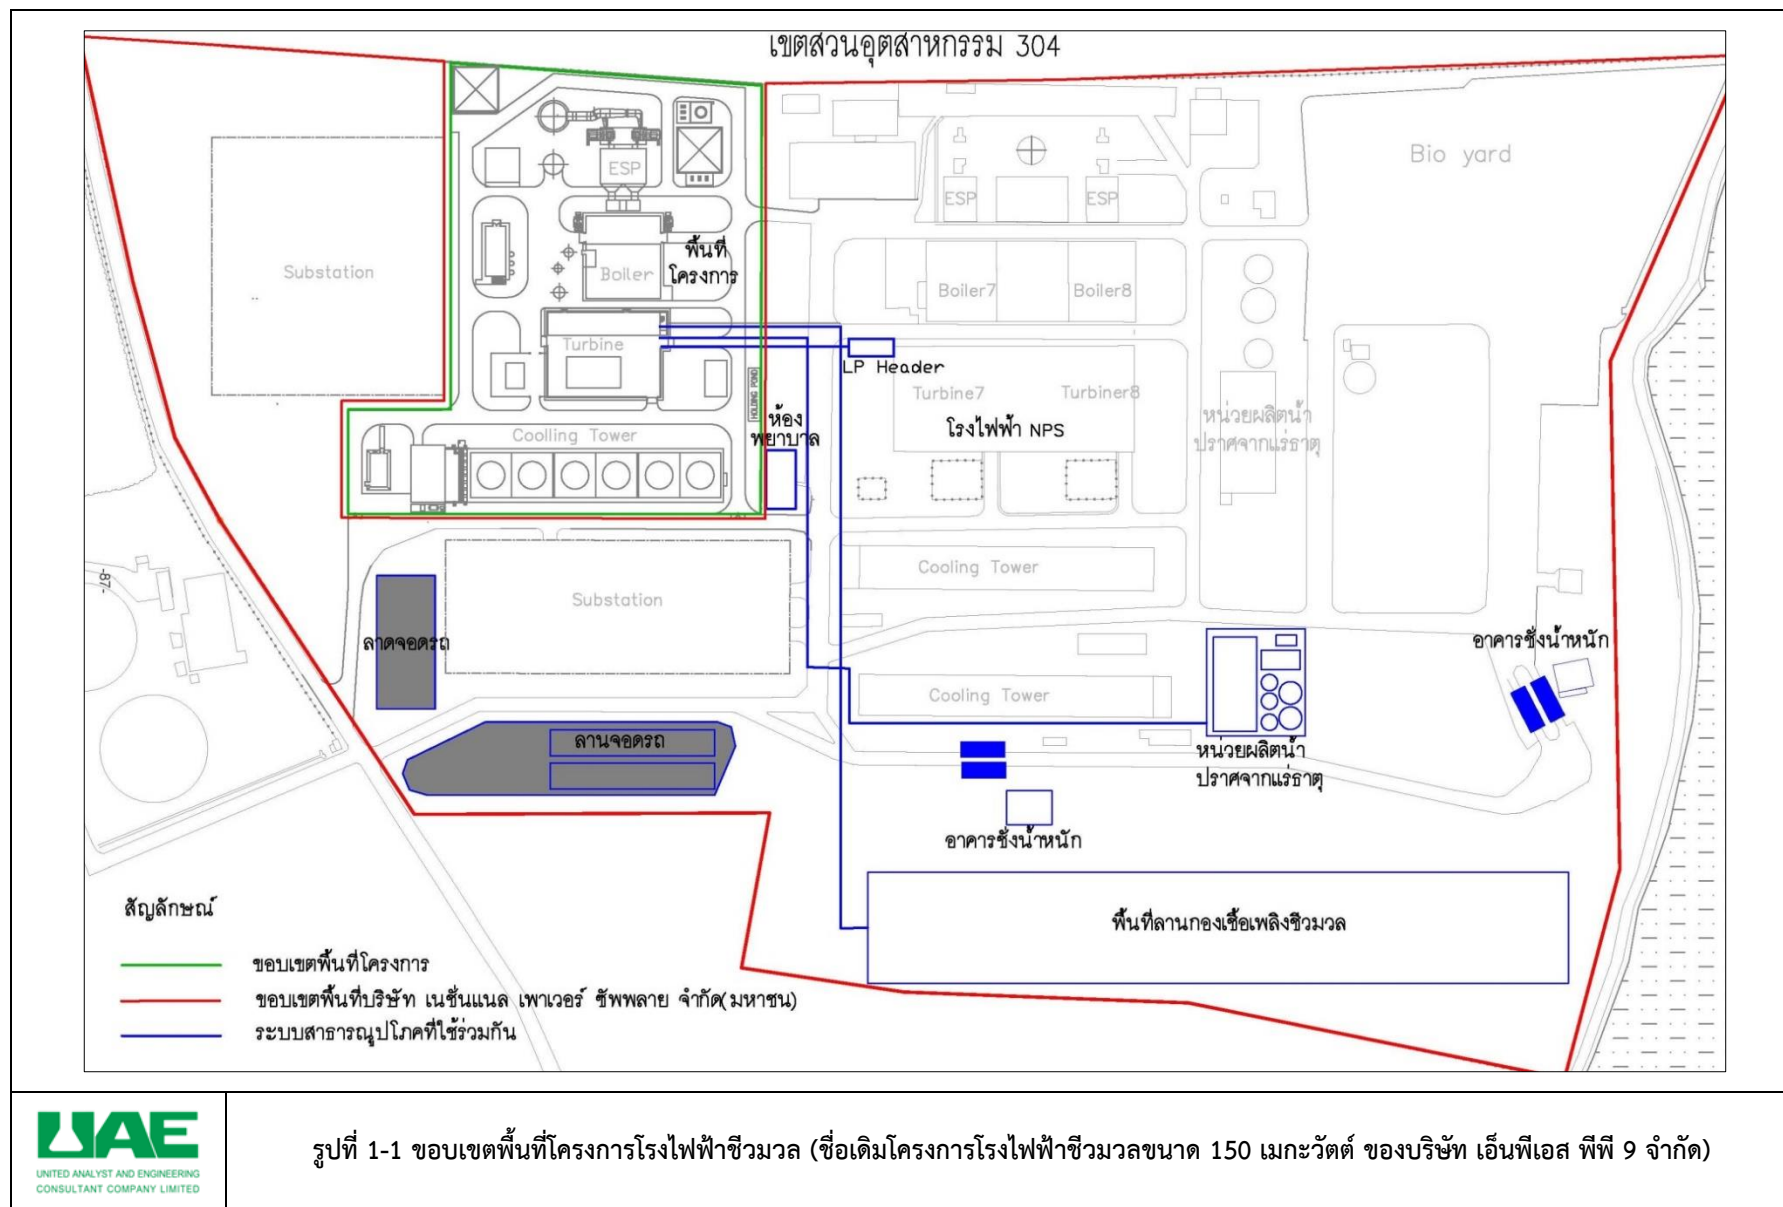 เขตสวนอุตสาหกรรม 304
Bio yard
ESP
ESP
ESP
Substation
Boiler
พื้นที่
โครงการ
Boiler7
Boiler8
Turbine
LP Header
Turbine7
Turbiner8
HOLDING POND
ห้อง
พยาบาล
โรงไฟฟ้า NPS
หน่วยผลิตน้ำ
ปราศจากแร่ธาตุ
Coolling Tower
Cooling Tower
-87-
Substation
ลาดจอดรถ
อาคารชั่งน้ำหนัก
Cooling Tower
ลานจอดรถ
หน่วยผลิตน้ำ
ปราศจากแร่ธาตุ
อาคารชั่งน้ำหนัก
พื้นที่ลานกองเชื้อเพลิงชีวมวล
สัญลักษณ์
ขอบเขตพื้นที่โครงการ
ขอบเขตพื้นที่บริษัท เนชั่นแนล เพาเวอร์ ซัพพลาย จำกัด(มหาชน)
ระบบสาธารณูปโภคที่ใช้ร่วมกัน
UAE
UNITED ANALYST AND ENGINEERING
CONSULTANT COMPANY LIMITED
รูปที่ 1-1 ขอบเขตพื้นที่โครงการโรงไฟฟ้าชีวมวล (ชื่อเดิมโครงการโรงไฟฟ้าชีวมวลขนาด 150 เมกะวัตต์ ของบริษัท เอ็นพีเอส พีพี 9 จำกัด)